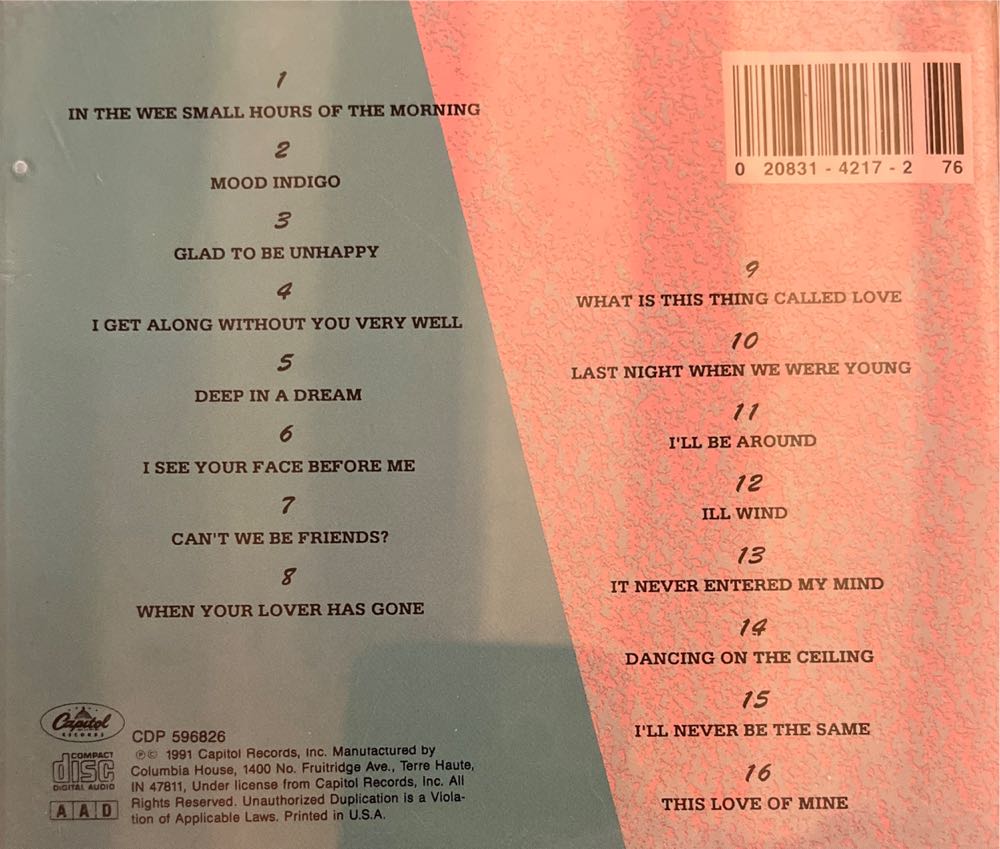 1
IN THE WEE SMALL HOURS OF THE MORNING
2
MOOD INDIGO
3
GLAD TO BE UNHAPPY
4
I GET ALONG WITHOUT YOU VERY WELL
5
DEEP IN A DREAM
6
I SEE YOUR FACE BEFORE ME
7
CAN'T WE BE FRIENDS?
8
WHEN YOUR LOVER HAS GONE
0 20831 - 4217 - 2 76
9
WHAT IS THIS THING CALLED LOVE
10
LAST NIGHT WHEN WE WERE YOUNG
11
I'LL BE AROUND
12
ILL WIND
13
IT NEVER ENTERED MY MIND
14
DANCING ON THE CEILING
15
I'LL NEVER BE THE SAME
16
THIS LOVE OF MINE
Capitol
RECORDS
COMPACT
disc
DIGITAL AUDIO
A A D
CDP 596826
℗© 1991 Capitol Records, Inc. Manufactured by
Columbia House, 1400 No. Fruitridge Ave., Terre Haute,
IN 47811, Under license from Capitol Records, Inc. All
Rights Reserved. Unauthorized Duplication is a Viola-
tion of Applicable Laws. Printed in U.S.A.